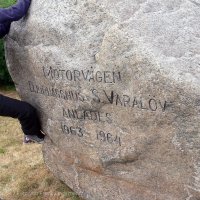 MOTORVÄGEN
S. VARALÖV
ANLADES
1963-1964